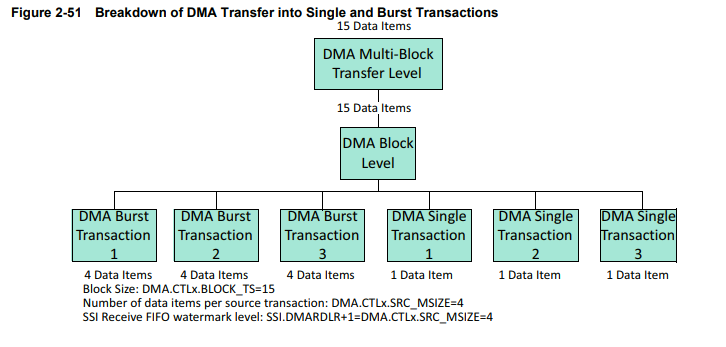 Figure 2-51 Breakdown of DMA Transfer into Single and Burst Transactions
15 Data Items
DMA Multi-Block
Transfer Level
15 Data Items
DMA Block
Level
DMA Burst
Transaction
1
DMA Burst
Transaction
2
DMA Burst
Transaction
3
DMA Single
Transaction
1
DMA Single
Transaction
2
DMA Single
Transaction
3
4 Data Items
4 Data Items
4 Data Items
1 Data Item
1 Data Item
1 Data Item
Block Size: DMA.CTLx.BLOCK_TS=15
Number of data items per source transaction: DMA.CTLx.SRC_MSIZE=4
SSI Receive FIFO watermark level: SSI.DMARDLR+1=DMA.CTLx.SRC_MSIZE=4